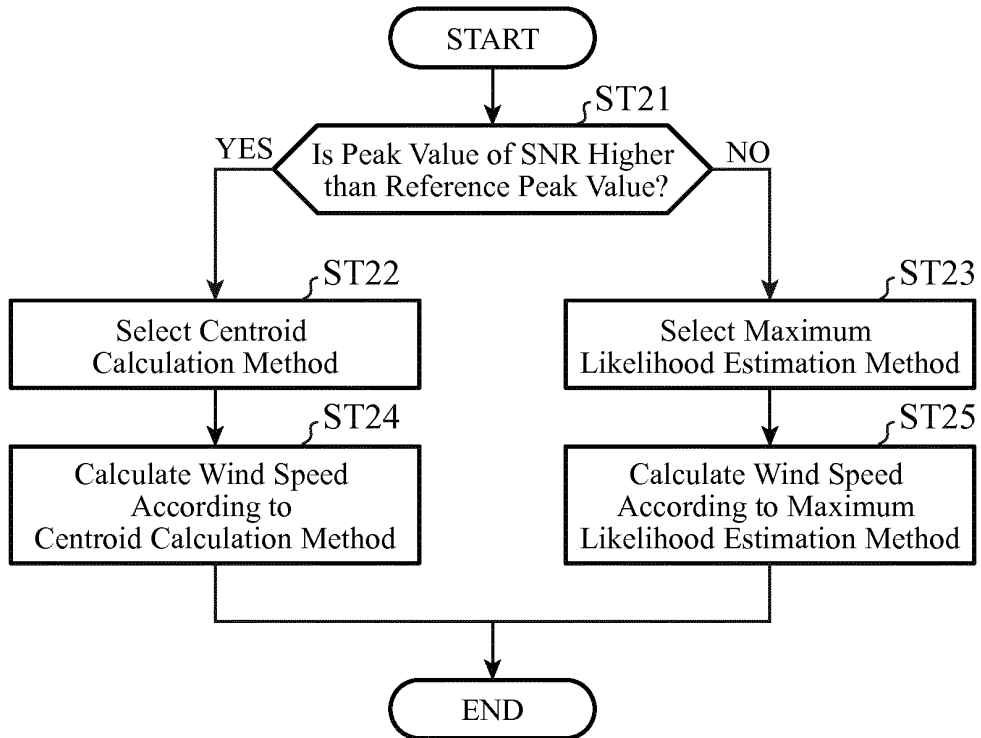 START
ST21
YES
Is Peak Value of SNR Higher
than Reference Peak Value?
NO
ST22
Select Centroid
Calculation Method
ST23
Select Maximum
Likelihood Estimation Method
ST24
Calculate Wind Speed
According to
Centroid Calculation Method
ST25
Calculate Wind Speed
According to Maximum
Likelihood Estimation Method
END